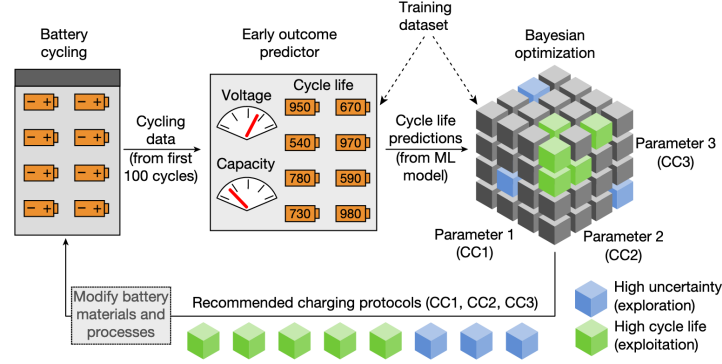 Battery
cycling
Early outcome
predictor
Training
dataset
Bayesian
optimization
Cycle life
Voltage
950 670
540 970
Capacity
780 590
730 980
Cycling
data
(from first
100 cycles)
Cycle life
predictions
(from ML
model)
Parameter 3
(CC3)
Parameter 1
(CC1)
Parameter 2
(CC2)
Modify battery
materials and
processes
Recommended charging protocols (CC1, CC2, CC3)
High uncertainty
(exploration)
High cycle life
(exploitation)